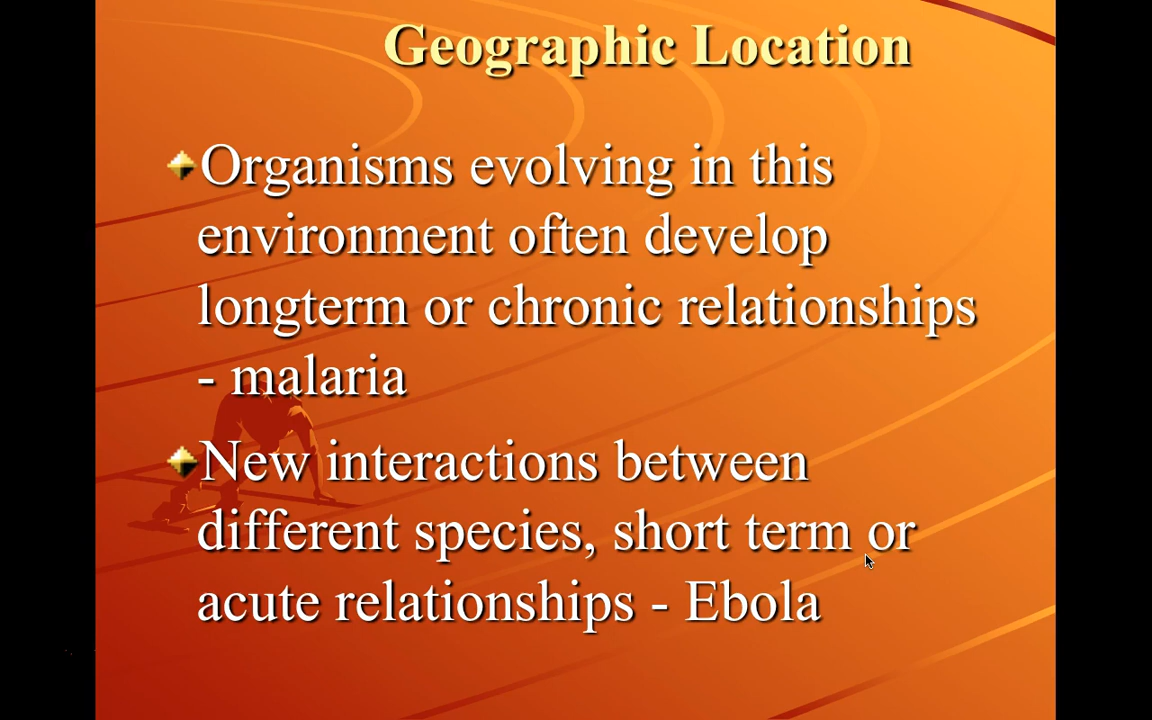 Geographic Location
Organisms evolving in this
environment often develop
longterm or chronic relationships
- malaria
New interactions between
different species, short term or
acute relationships - Ebola